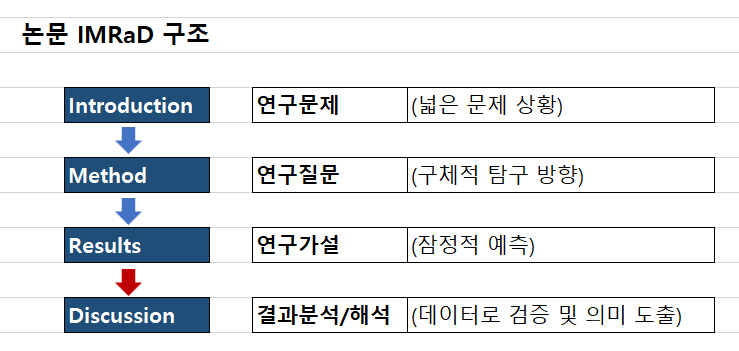 논문 IMRaD 구조
Introduction 연구문제 (넓은 문제 상황)
Method 연구질문 (구체적 탐구 방향)
Results 연구가설 (잠정적 예측)
Discussion 결과분석/해석 (데이터로 검증 및 의미 도출)